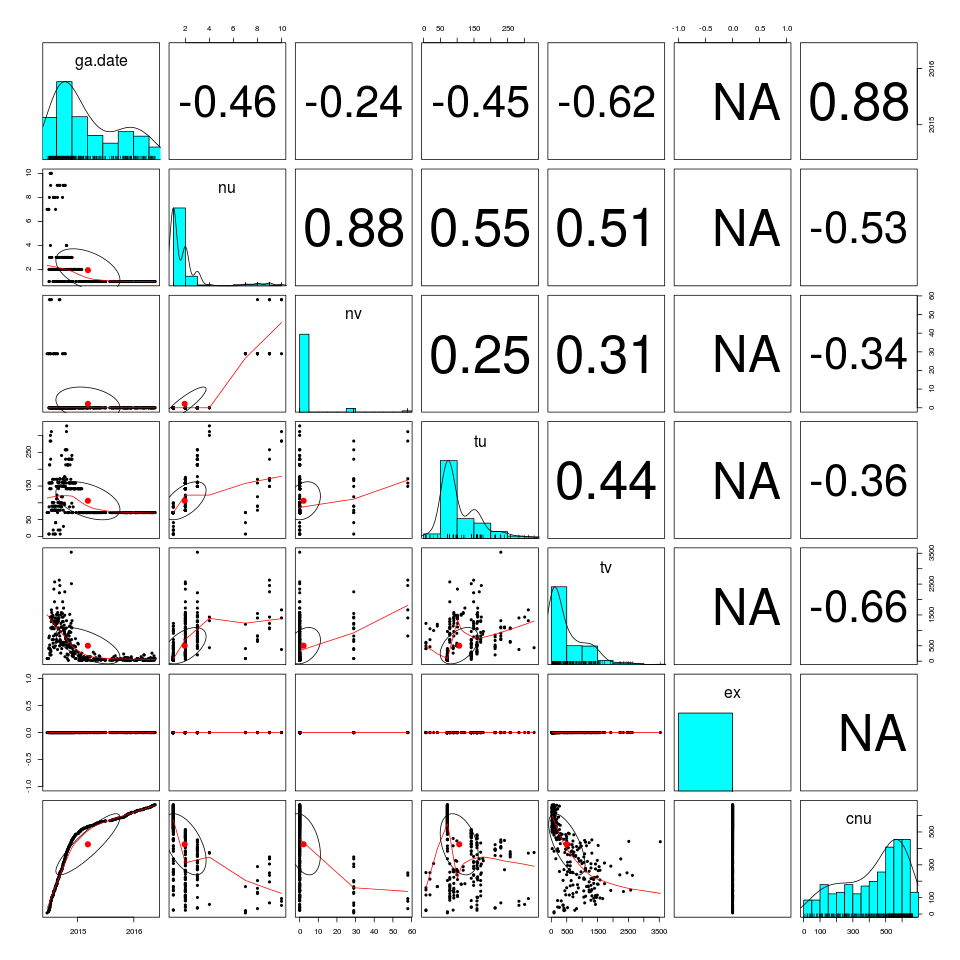 2 4 6 8 10
0 50 150 250
-1.0 -0.5 0.0 0.5 1.0
ga.date
-0.46
-0.24
-0.45
-0.62
NA
0.88
2015 2016
2 4 6 8 10
nu
0.88
0.55
0.51
NA
-0.53
nv
0.25
0.31
NA
-0.34
0 10 20 30 40 50 60
0 50 150 250
tu
0.44
NA
-0.36
tv
NA
-0.66
0 500 1500 2500 3500
-1.0 -0.5 0.0 0.5 1.0
ex
NA
cnu
0 100 300 500
2015 2016
0 10 20 30 40 50 60
0 500 1500 2500 3500
0 100 300 500